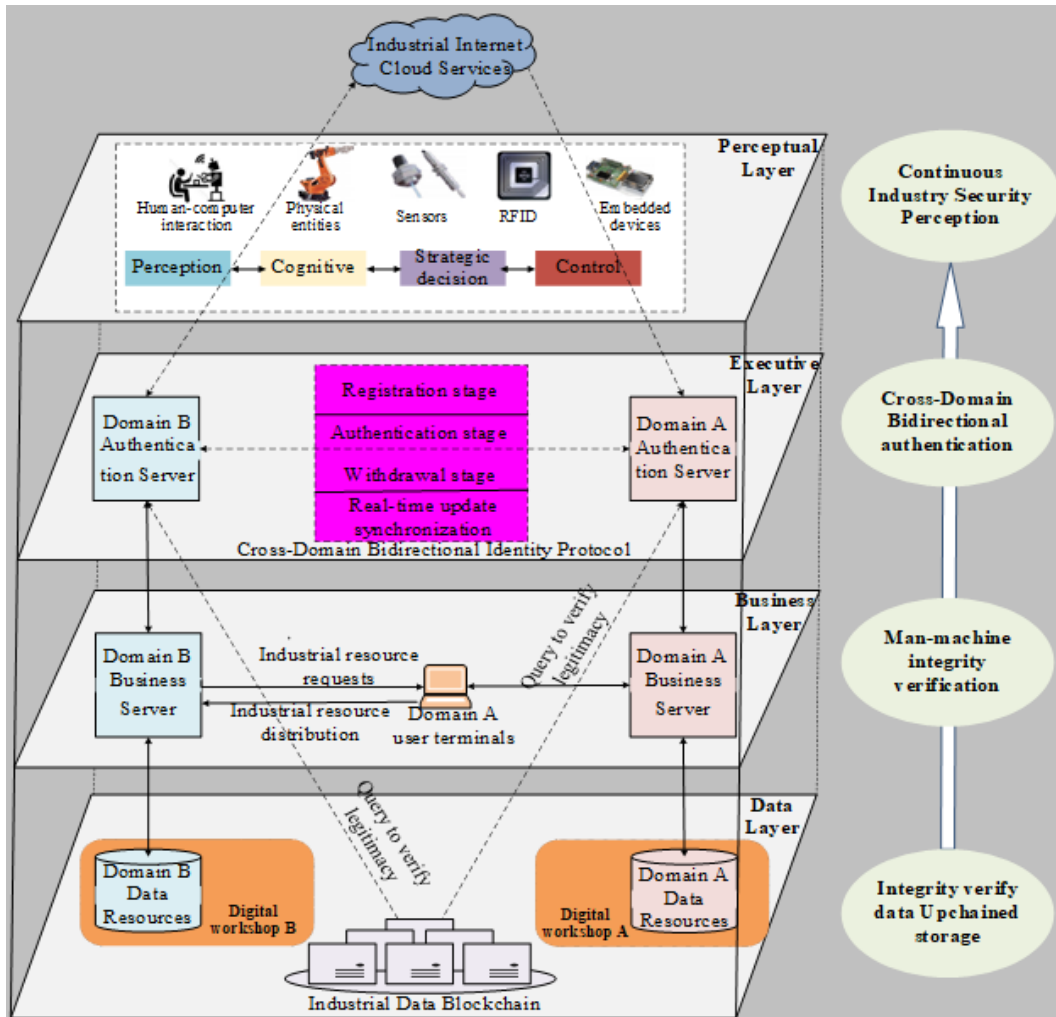 Industrial Internet
Cloud Services
Perceptual
Layer
Human-computer
interaction
Physical
entities
Sensors
RFID
Embedded
devices
Perception
Cognitive
Strategic
decision
Control
Continuous
Industry Security
Perception
Executive
Layer
Registration stage
Domain B
Authentica
tion Server
Authentication stage
Withdrawal stage
Real-time update
synchronization
Domain A
Authentica
tion Server
Cross-Domain Bidirectional Identity Protocol
Cross-Domain
Bidirectional
authentication
Business
Layer
Domain B
Business
Server
Industrial resource
requests
Industrial resource
distribution
Domain A
user terminals
Query to verify
legitimacy
Domain A
Business
Server
Man-machine
integrity
verification
Data
Layer
Query to verify
legitimacy
Domain B
Data
Resources
Digital
workshop B
Domain A
Data
Resources
Digital
workshop A
Industrial Data Blockchain
Integrity verify
data Upchained
storage